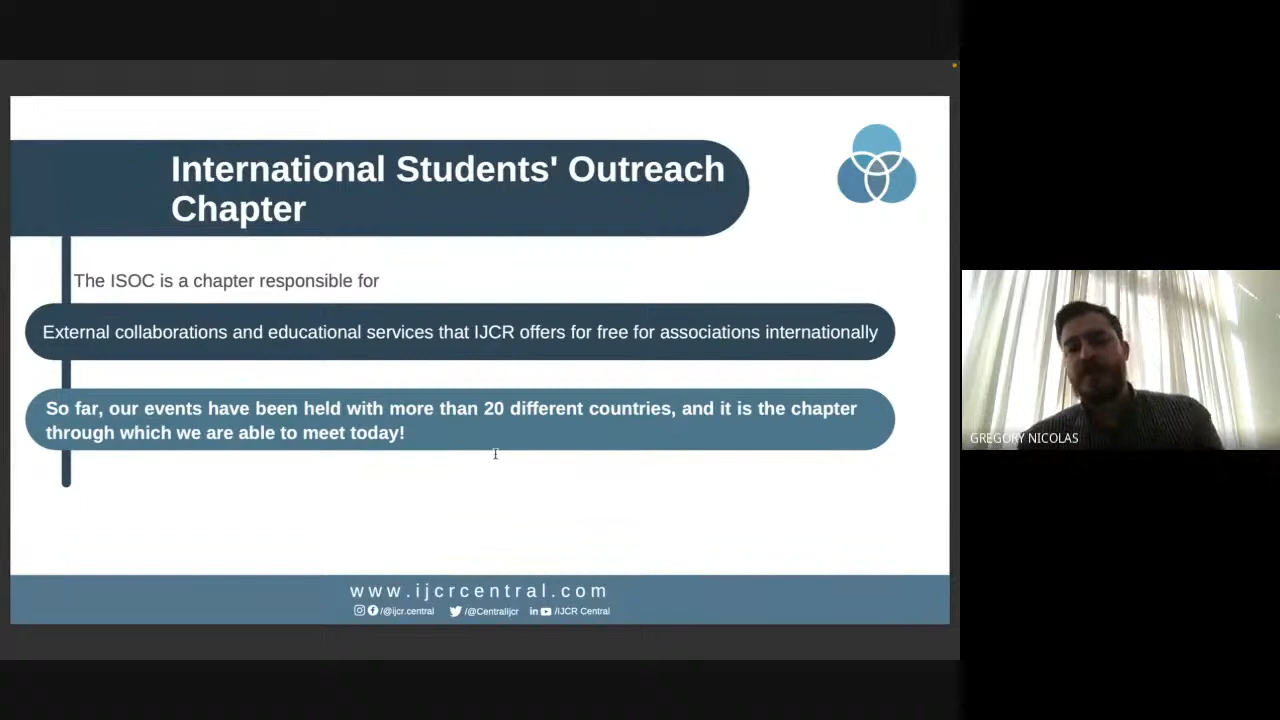 International Students' Outreach
Chapter
The ISOC is a chapter responsible for
External collaborations and educational services that IJCR offers for free for associations internationally
So far, our events have been held with more than 20 different countries, and it is the chapter
through which we are able to meet today!
www.ijcrcentral.com
/@ijcr.central /@CentralIjcr in /IJCR Central
GREGORY NICOLAS